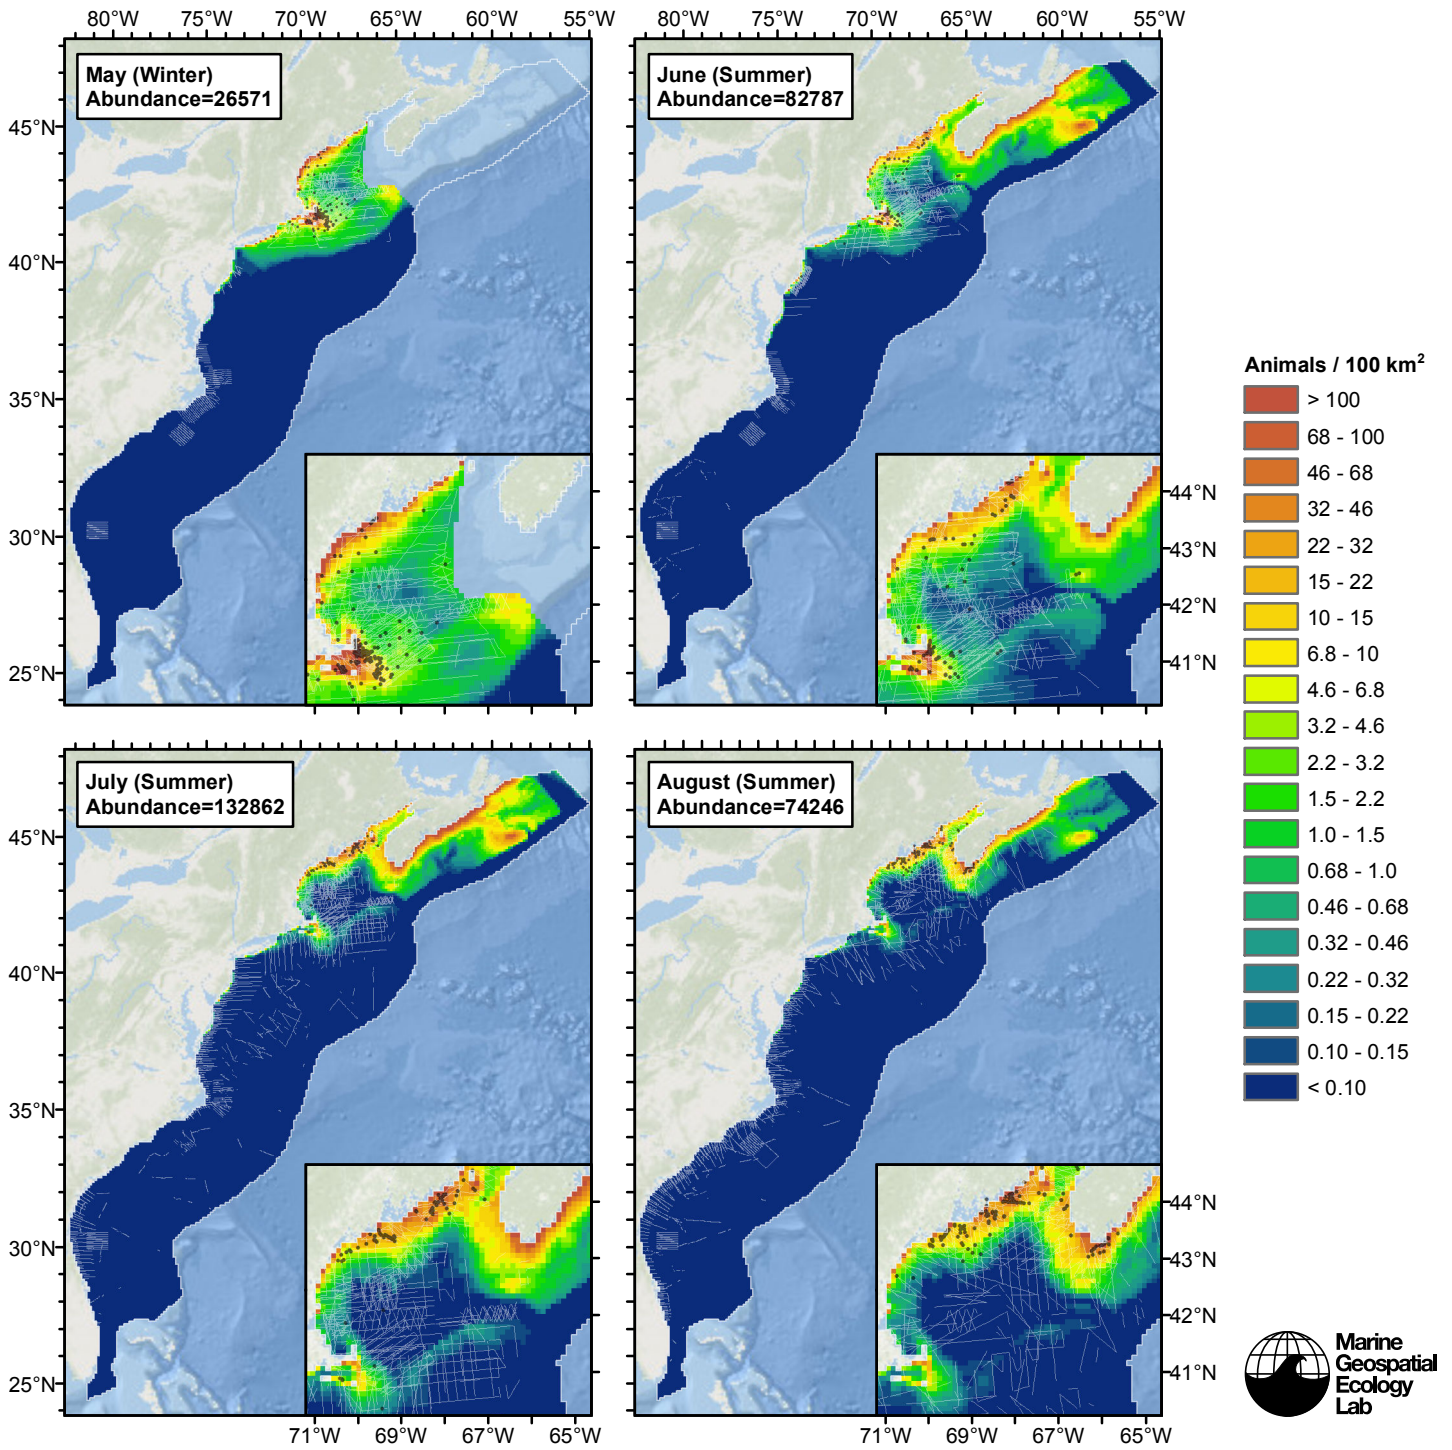 80°W 75°W 70°W 65°W 60°W 55°W
80°W 75°W 70°W 65°W 60°W 55°W
May (Winter)
Abundance=26571
June (Summer)
Abundance=82787
45°N
40°N
35°N
30°N
25°N
44°N
43°N
42°N
41°N
July (Summer)
Abundance=132862
August (Summer)
Abundance=74246
45°N
40°N
35°N
30°N
25°N
44°N
43°N
42°N
41°N
71°W 69°W 67°W 65°W
71°W 69°W 67°W 65°W
Animals / 100 km²
> 100
68 - 100
46 - 68
32 - 46
22 - 32
15 - 22
10 - 15
6.8 - 10
4.6 - 6.8
3.2 - 4.6
2.2 - 3.2
1.5 - 2.2
1.0 - 1.5
0.68 - 1.0
0.46 - 0.68
0.32 - 0.46
0.22 - 0.32
0.15 - 0.22
0.10 - 0.15
< 0.10
Marine
Geospatial
Ecology
Lab